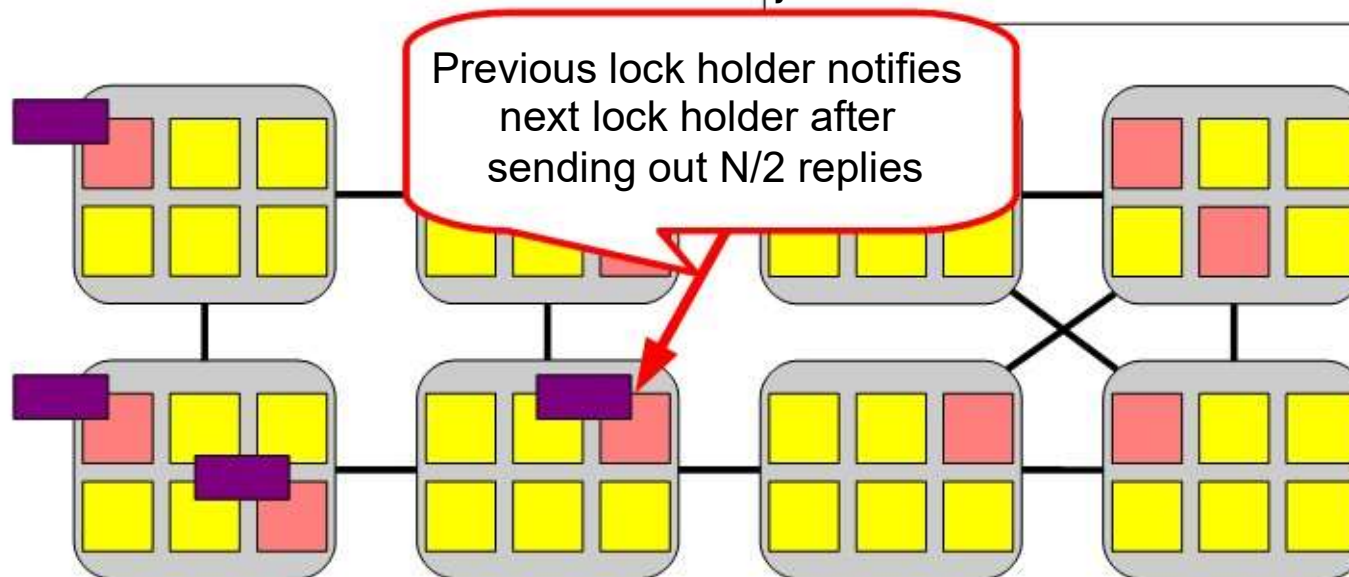 Previous lock holder notifies
next lock holder after
sending out N/2 replies